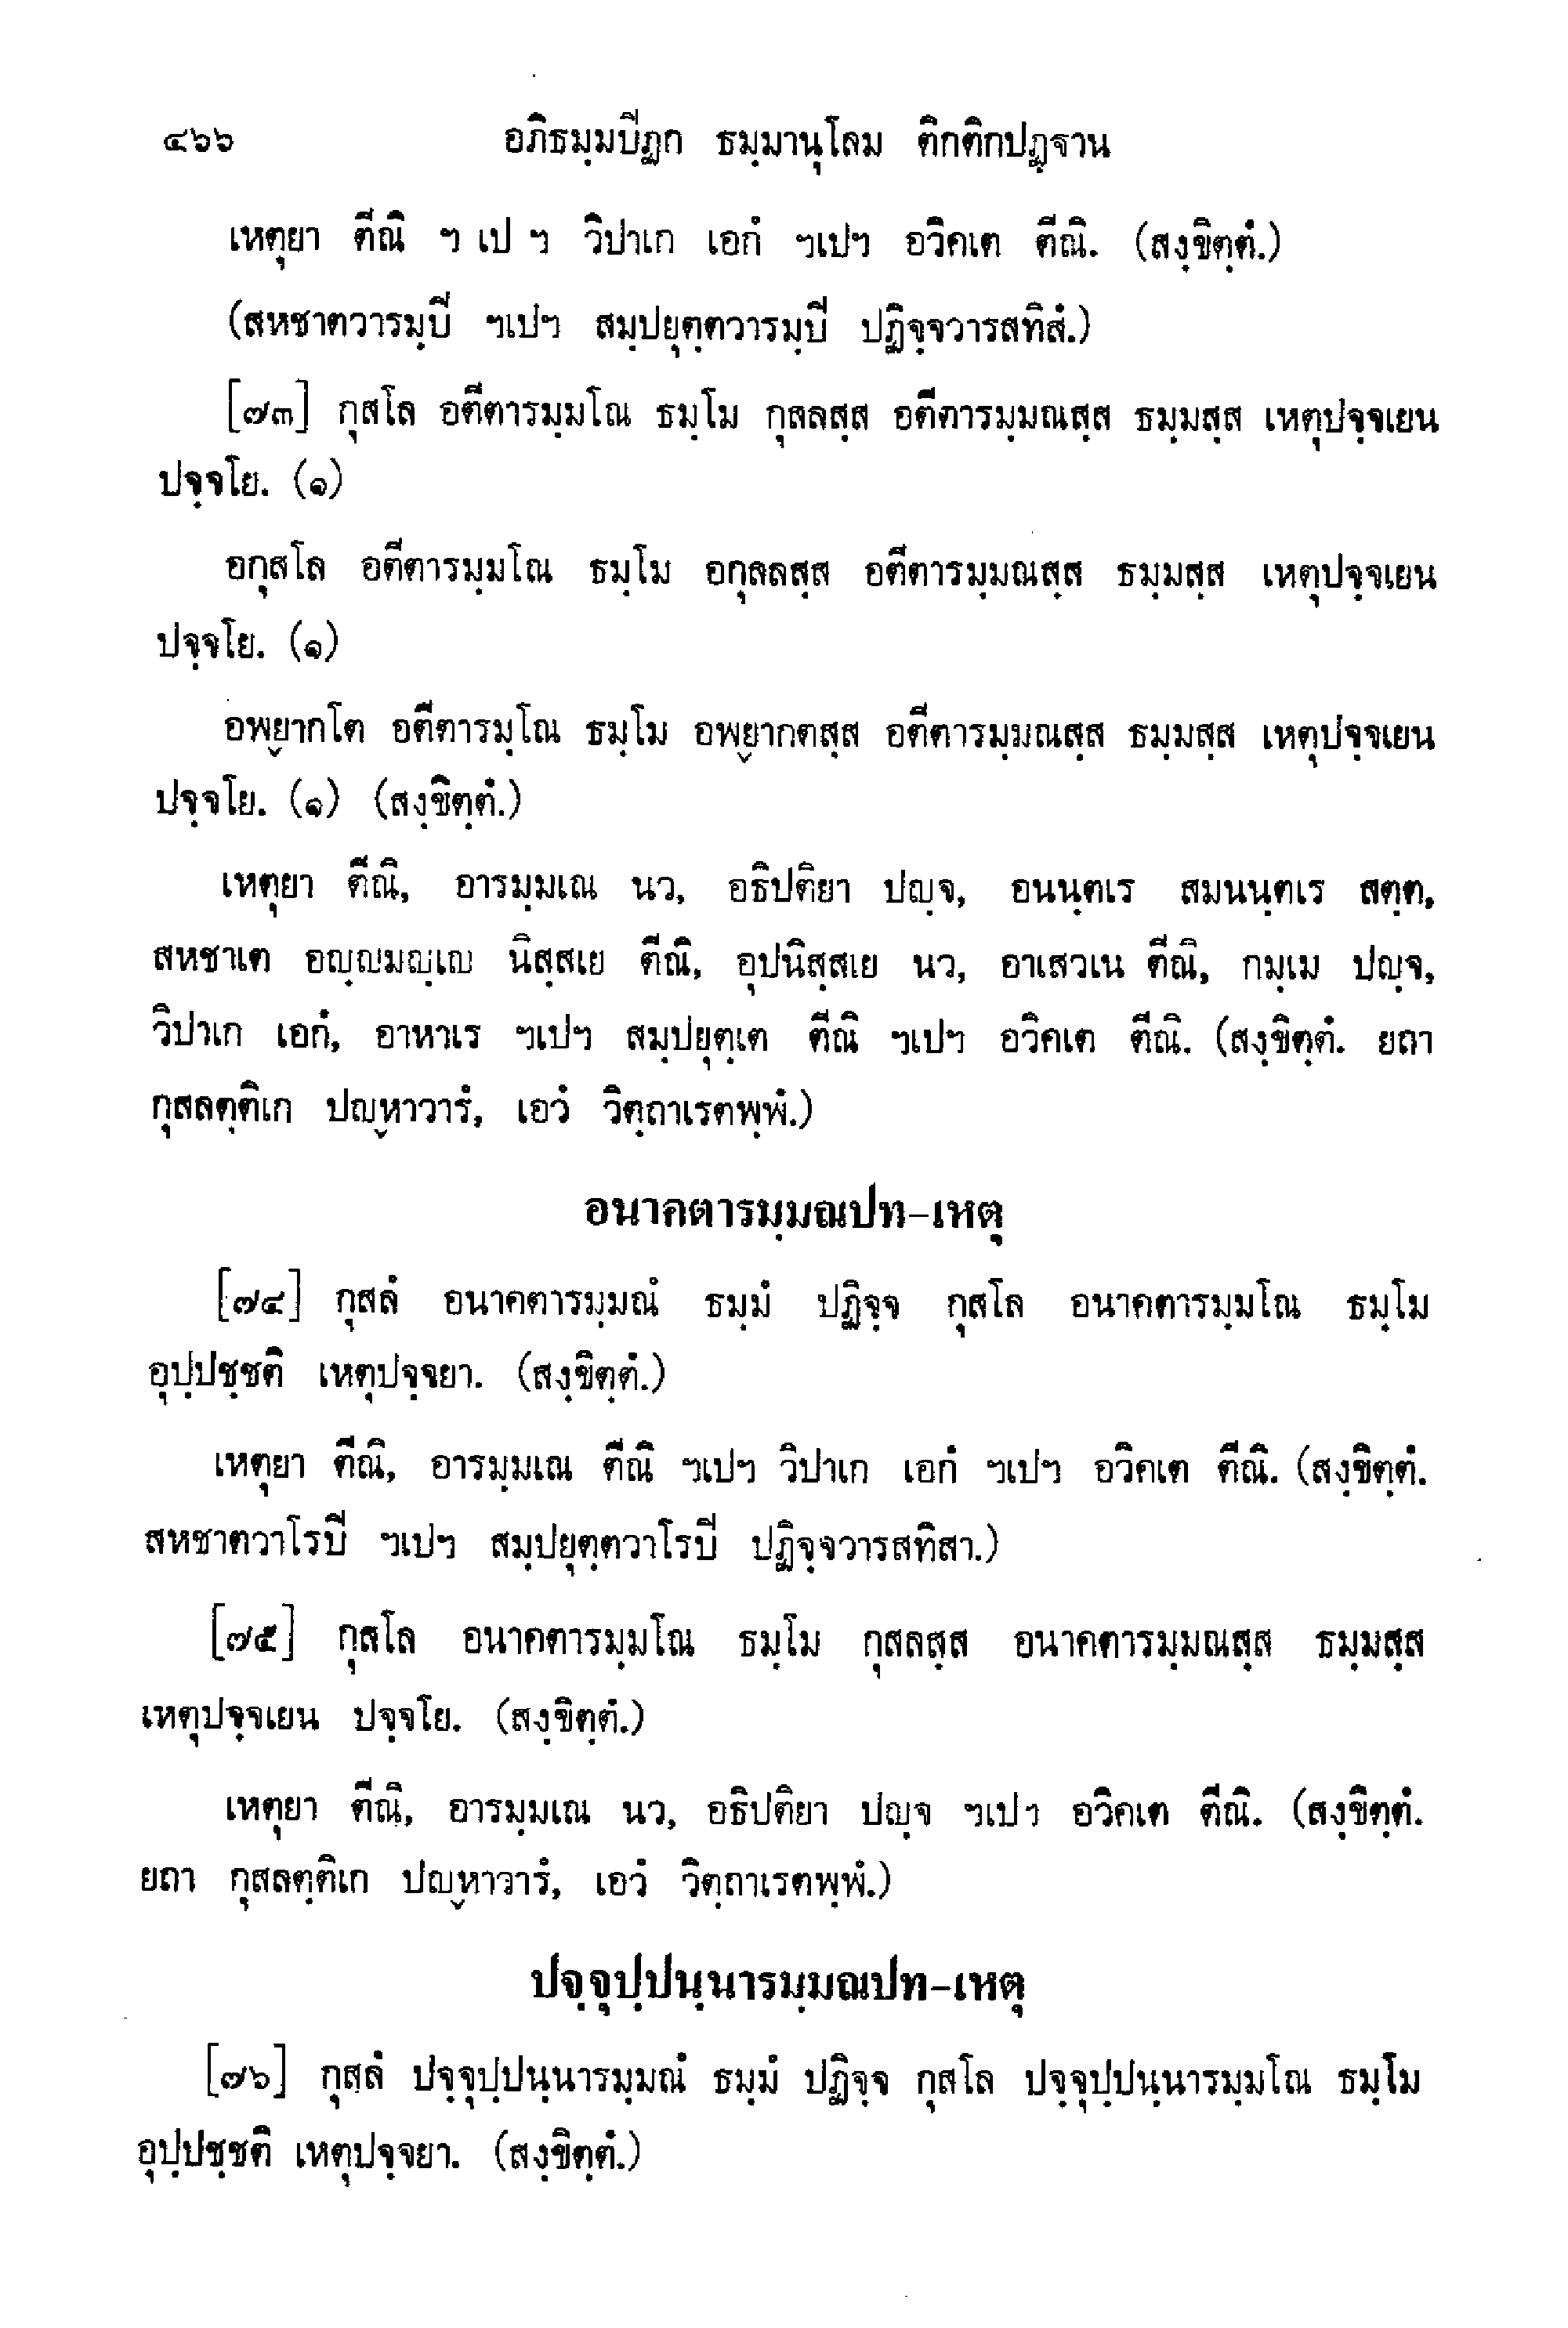 ๔๖๖ อภิธมฺมปิฏก ธมฺมานุโลม ติกติกปฏฺฐาน
เหตุยา ตีณิ ฯ เป ฯ วิปาเก เอกํ ฯเปฯ อวิคเต ตีณิ. (สงฺขิตฺตํ.)
(สหชาตวารมฺปี ฯเปฯ สมฺปยุตฺตวารมฺปี ปฏิจฺจวารสทิสํ.)
[๗๓] กุสโล อตีตารมฺมโณ ธมฺโม กุสลสฺส อตีตารมฺมณสฺส ธมฺมสฺส เหตุปจฺจเยน
ปจฺจโย. (๑)
อกุสโล อตีตารมฺมโณ ธมฺโม อกุสลสฺส อตีตารมฺมณสฺส ธมฺมสฺส เหตุปจฺจเยน
ปจฺจโย. (๑)
อพฺยากโต อตีตารมฺโณ ธมฺโม อพฺยากตสฺส อตีตารมฺมณสฺส ธมฺมสฺส เหตุปจฺจเยน
ปจฺจโย. (๑) (สงฺขิตฺตํ.)
เหตุยา ตีณิ, อารมฺมเณ นว, อธิปติยา ปญฺจ, อนนฺตเร สมนนฺตเร สตฺต,
สหชาเต อญฺญมญฺเญ นิสฺสเย ตีณิ, อุปนิสฺสเย นว, อาเสวเน ตีณิ, กมฺเม ปญฺจ,
วิปาเก เอกํ, อาหาเร ฯเปฯ สมฺปยุตฺเต ตีณิ ฯเปฯ อวิคเต ตีณิ. (สงฺขิตฺตํ. ยถา
กุสลตฺติเก ปญฺหาวารํ, เอวํ วิตฺถาเรตพฺพํ.)
อนาคตารมฺมณปท-เหตุ
[๗๔] กุสลํ อนาคตารมฺมณํ ธมฺมํ ปฏิจฺจ กุสโล อนาคตารมฺมโณ ธมฺโม
อุปฺปชฺชติ เหตุปจฺจยา. (สงฺขิตฺตํ.)
เหตุยา ตีณิ, อารมฺมเณ ตีณิ ฯเปฯ วิปาเก เอกํ ฯเปฯ อวิคเต ตีณิ. (สงฺขิตฺตํ.
สหชาตวาโรปี ฯเปฯ สมฺปยุตฺตวาโรปี ปฏิจฺจวารสทิสา.)
[๗๕] กุสโล อนาคตารมฺมโณ ธมฺโม กุสลสฺส อนาคตารมฺมณสฺส ธมฺมสฺส
เหตุปจฺจเยน ปจฺจโย. (สงฺขิตฺตํ.)
เหตุยา ตีณิ, อารมฺมเณ นว, อธิปติยา ปญฺจ ฯเปฯ อวิคเต ตีณิ. (สงฺขิตฺตํ.
ยถา กุสลตฺติเก ปญฺหาวารํ, เอวํ วิตฺถาเรตพฺพํ.)
ปจฺจุปฺปนฺนารมฺมณปท-เหตุ
[๗๖] กุสลํ ปจฺจุปฺปนฺนารมฺมณํ ธมฺมํ ปฏิจฺจ กุสโล ปจฺจุปฺปนฺนารมฺมโณ ธมฺโม
อุปฺปชฺชติ เหตุปจฺจยา. (สงฺขิตฺตํ.)